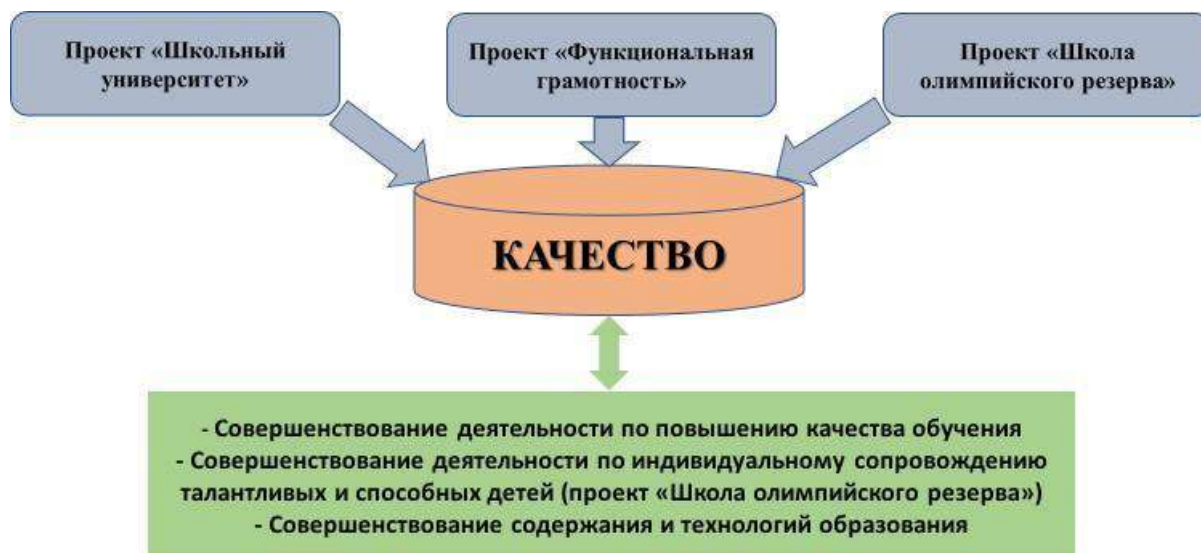 Проект «Школьный
университет»
Проект «Функциональная
грамотность»
Проект «Школа
олимпийского резерва»
КАЧЕСТВО
- Совершенствование деятельности по повышению качества обучения
- Совершенствование деятельности по индивидуальному сопровождению
талантливых и способных детей (проект «Школа олимпийского резерва»)
- Совершенствование содержания и технологий образования